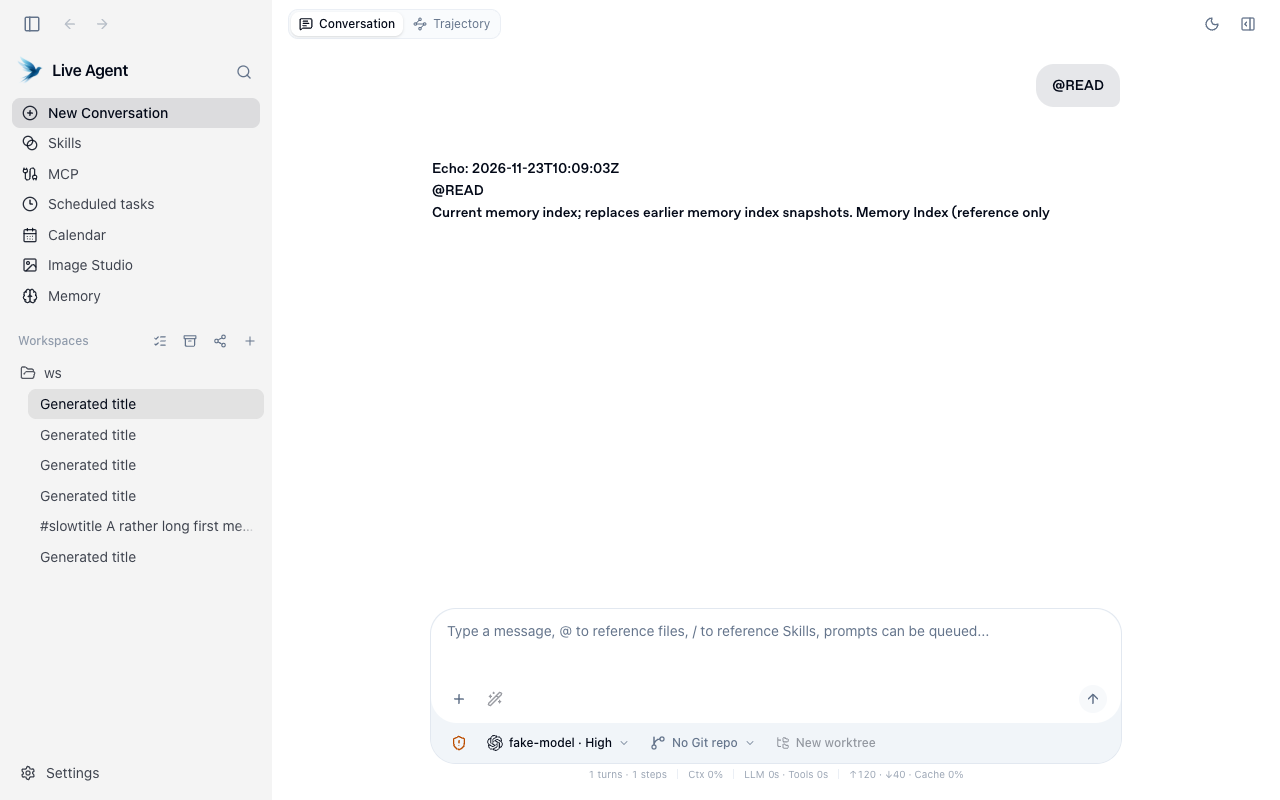 Conversation
Trajectory
Live Agent
New Conversation
Skills
MCP
Scheduled tasks
Calendar
Image Studio
Memory
Workspaces
ws
Generated title
Generated title
Generated title
Generated title
#slowtitle A rather long first me...
Generated title
Settings
@READ
Echo: 2026-11-23T10:09:03Z
@READ
Current memory index; replaces earlier memory index snapshots. Memory Index (reference only
Type a message, @ to reference files, / to reference Skills, prompts can be queued...
fake-model · High
No Git repo
New worktree
1 turns · 1 steps
Ctx 0%
LLM 0s · Tools 0s
↑120 · ↓40 · Cache 0%